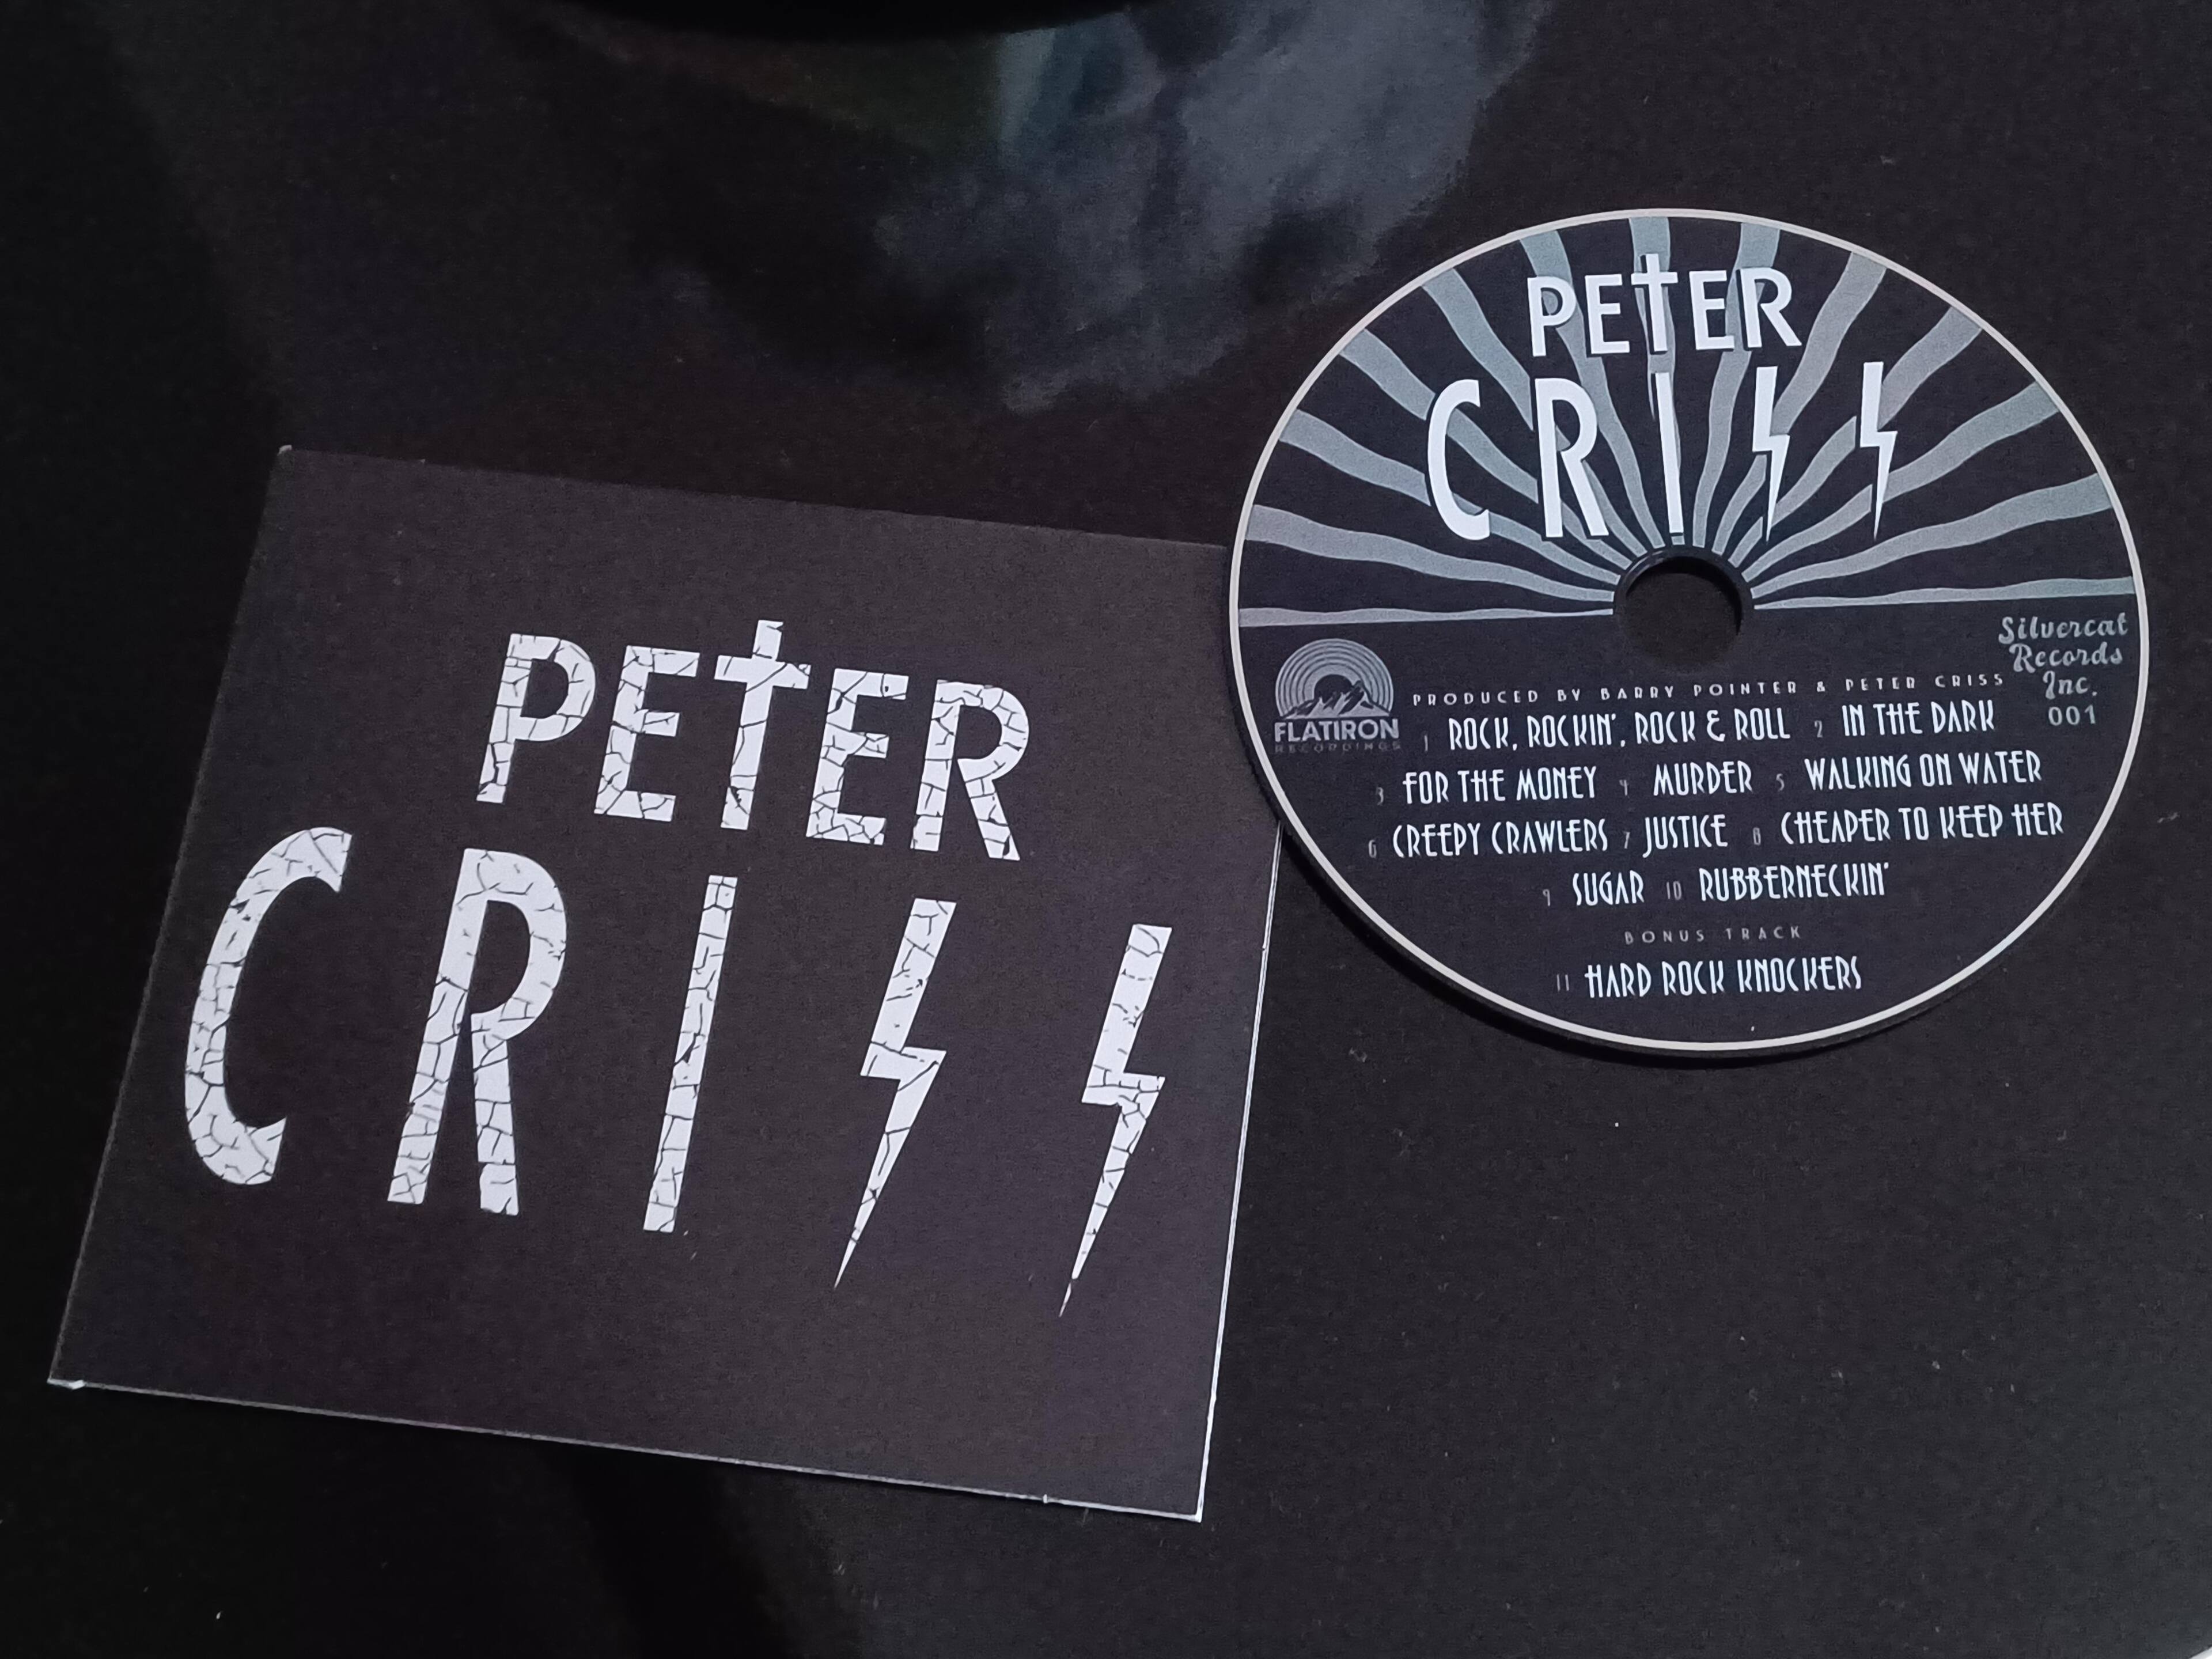 PETER
CRISS
PETER
CRISS
Silvercat
Records
Inc.
001
FLATIRON
RECORDINGS
PRODUCED BY BARRY POINTER & PETER CRISS
1 ROCK, ROCKIN', ROCK & ROLL 2 IN THE DARK
3 FOR THE MONEY 4 MURDER 5 WALKING ON WATER
6 CREEPY CRAWLERS 7 JUSTICE 8 CHEAPER TO KEEP HER
9 SUGAR 10 RUBBERNECKIN'
BONUS TRACK
11 HARD ROCK KNOCKERS